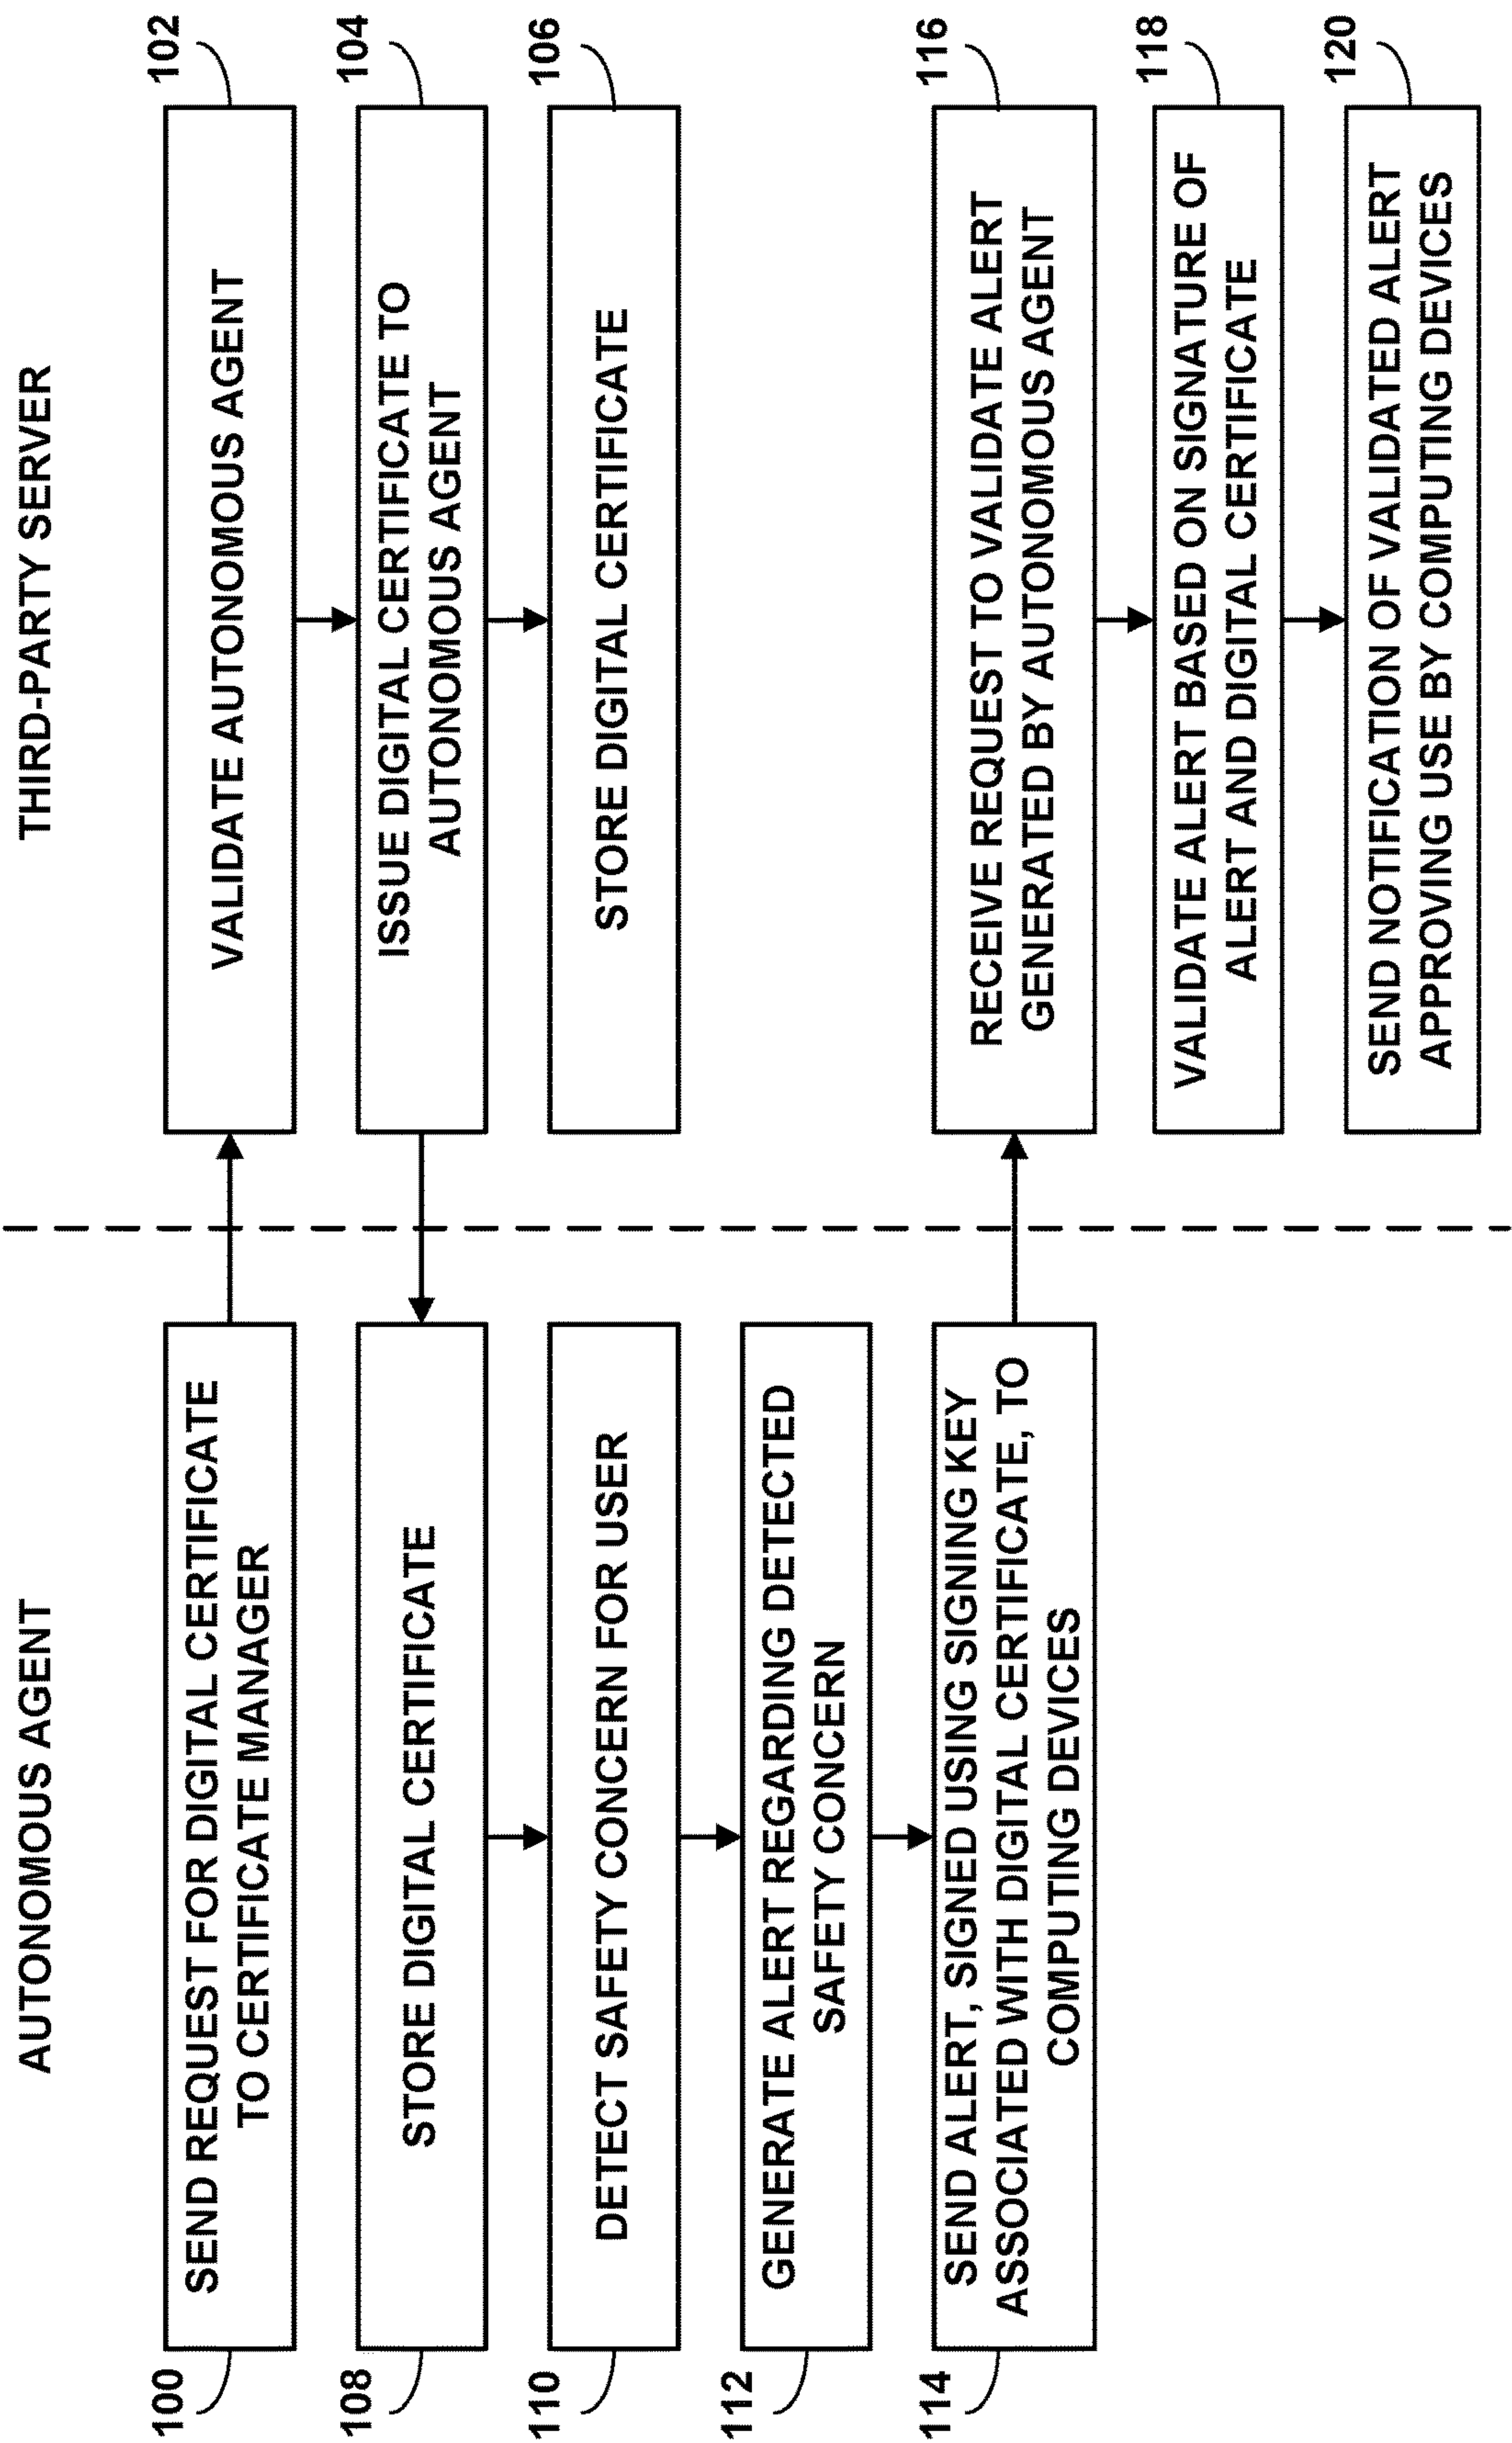 AUTONOMOUS AGENT
THIRD-PARTY SERVER
100
SEND REQUEST FOR DIGITAL CERTIFICATE
TO CERTIFICATE MANAGER
VALIDATE AUTONOMOUS AGENT
102
108
STORE DIGITAL CERTIFICATE
ISSUE DIGITAL CERTIFICATE TO
AUTONOMOUS AGENT
104
110
DETECT SAFETY CONCERN FOR USER
STORE DIGITAL CERTIFICATE
106
112
GENERATE ALERT REGARDING DETECTED
SAFETY CONCERN
114
SEND ALERT, SIGNED USING SIGNING KEY
ASSOCIATED WITH DIGITAL CERTIFICATE, TO
COMPUTING DEVICES
RECEIVE REQUEST TO VALIDATE ALERT
GENERATED BY AUTONOMOUS AGENT
116
VALIDATE ALERT BASED ON SIGNATURE OF
ALERT AND DIGITAL CERTIFICATE
118
SEND NOTIFICATION OF VALIDATED ALERT
APPROVING USE BY COMPUTING DEVICES
120